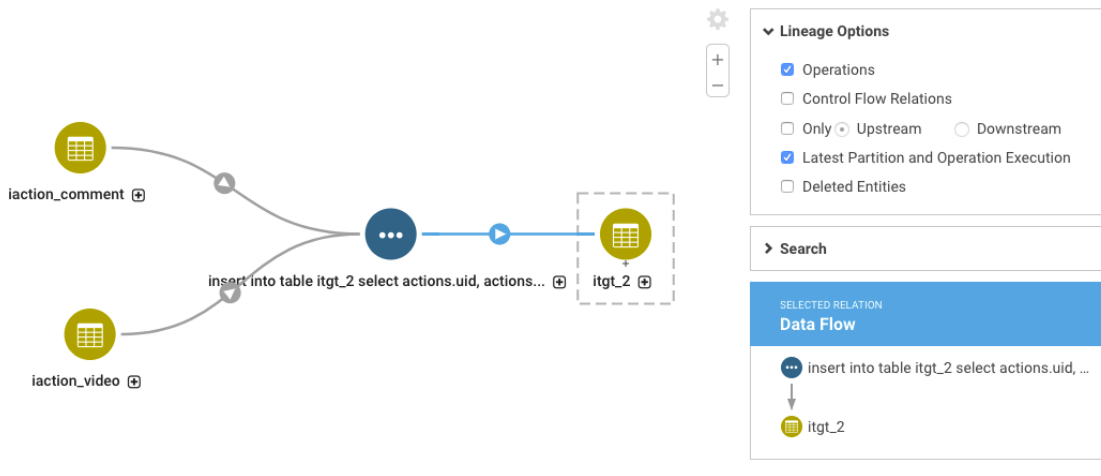 iaction_comment
insert into table itgt_2 select actions.uid, actions...
itgt_2
iaction_video
+
−
Lineage Options
Operations
Control Flow Relations
Only Upstream Downstream
Latest Partition and Operation Execution
Deleted Entities
Search
SELECTED RELATION
Data Flow
insert into table itgt_2 select actions.uid, ...
itgt_2